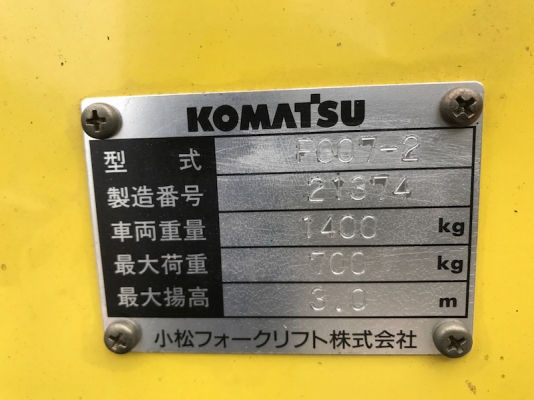 KOMATSU
型式 PC07-2
製造番号 21374
車両重量 1400 kg
最大荷重 700 kg
最大揚高 3.0 m
小松フォークリフト株式会社